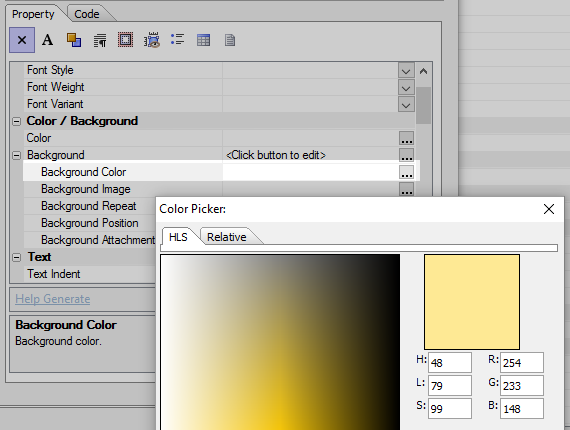 Property Code
A
Font Style
Font Weight
Font Variant
Color / Background
Color ...
Background <Click button to edit> ...
Background Color ...
Background Image ...
Background Repeat
Background Position
Background Attachment
Text
Text Indent
Help Generate
Background Color
Background color.
Color Picker:
HLS Relative
H: 48 R: 254
L: 79 G: 233
S: 99 B: 148